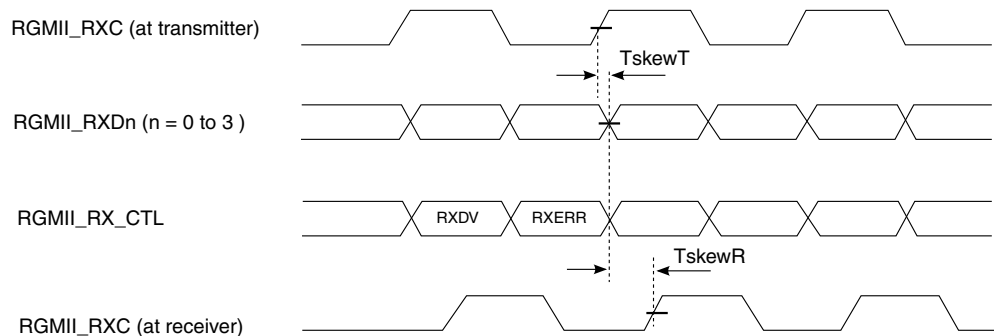 RGMII_RXC (at transmitter)
TskewT
RGMII_RXDn (n = 0 to 3 )
RGMII_RX_CTL
RXDV
RXERR
TskewR
RGMII_RXC (at receiver)